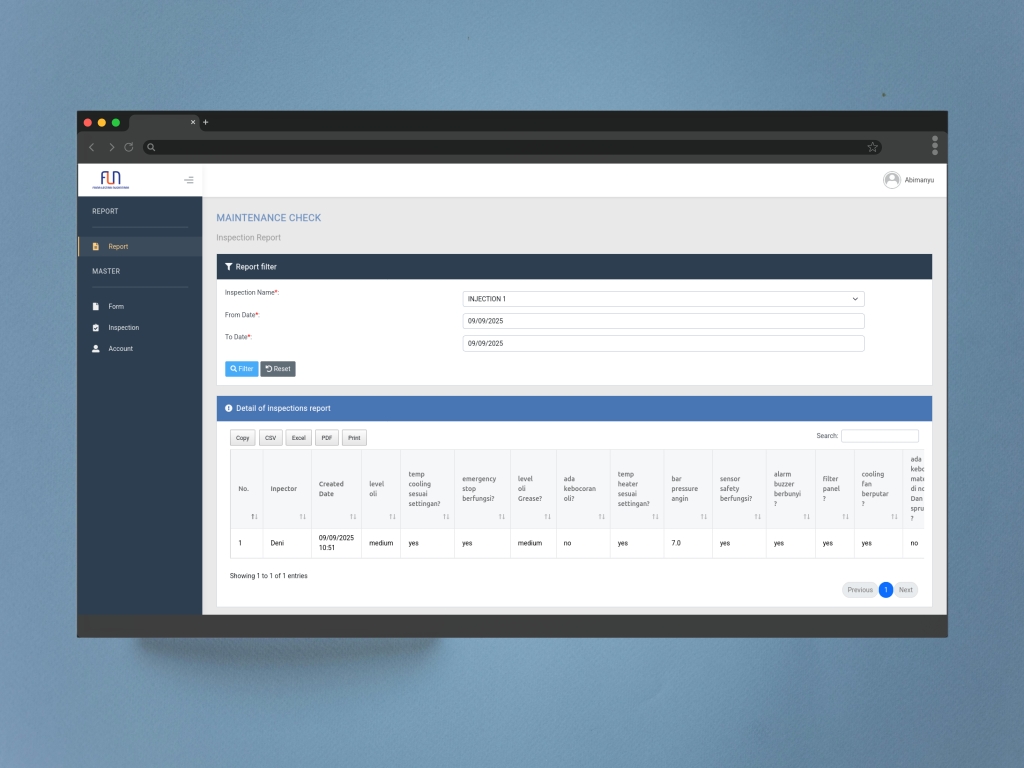 FUN
Abimanyu
REPORT
Report
MASTER
Form
Inspection
Account
MAINTENANCE CHECK
Inspection Report
Report filter
Inspection Name*:
INJECTION 1
From Date*:
09/09/2025
To Date*:
09/09/2025
Filter
Reset
Detail of inspections report
Copy
CSV
Excel
PDF
Print
Search:
No.
Inpector
Created
Date
level
oli
temp
cooling
sesuai
settingan?
emergency
stop
berfungsi?
level
oli
Grease?
ada
kebocoran
oli?
temp
heater
sesuai
settingan?
bar
pressure
angin
sensor
safety
berfungsi?
alarm
buzzer
berbunyi
?
filter
panel
?
cooling
fan
berputar
?
ada
kebo
mate
di no
Dan
spru
?
1
Deni
09/09/2025
10:51
medium
yes
yes
medium
no
yes
7.0
yes
yes
yes
yes
no
Showing 1 to 1 of 1 entries
Previous
1
Next